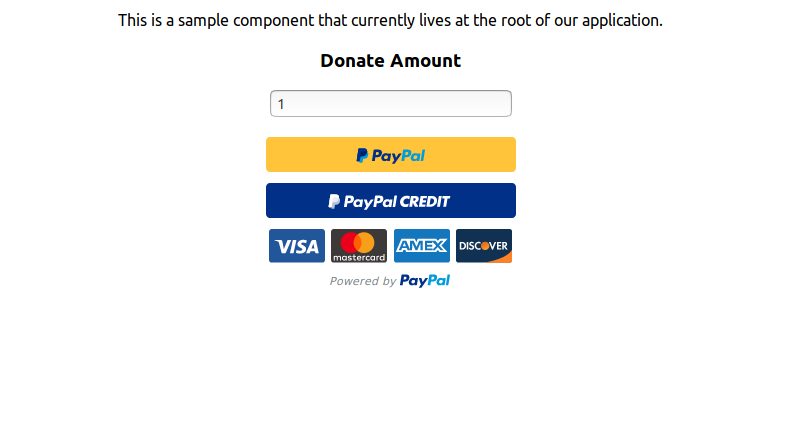 This is a sample component that currently lives at the root of our application.
Donate Amount
1
PayPal
PayPal CREDIT
VISA mastercard AMEX DISCOVER
Powered by PayPal